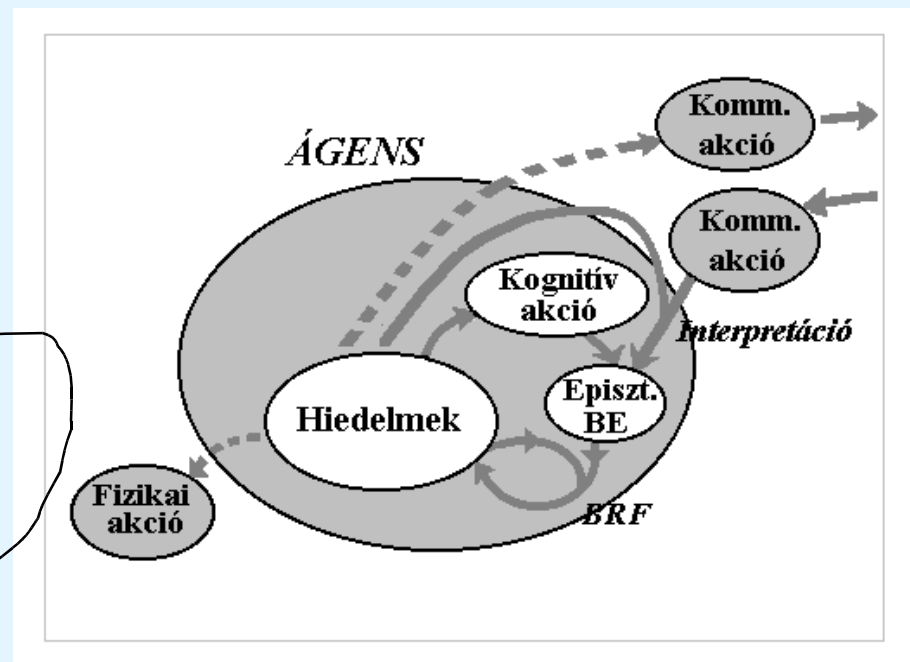 Komm.
akció
ÁGENS
Komm.
akció
Kognitív
akció
Interpretáció
Episzt.
BE
Hiedelmek
Fizikai
akció
BRF